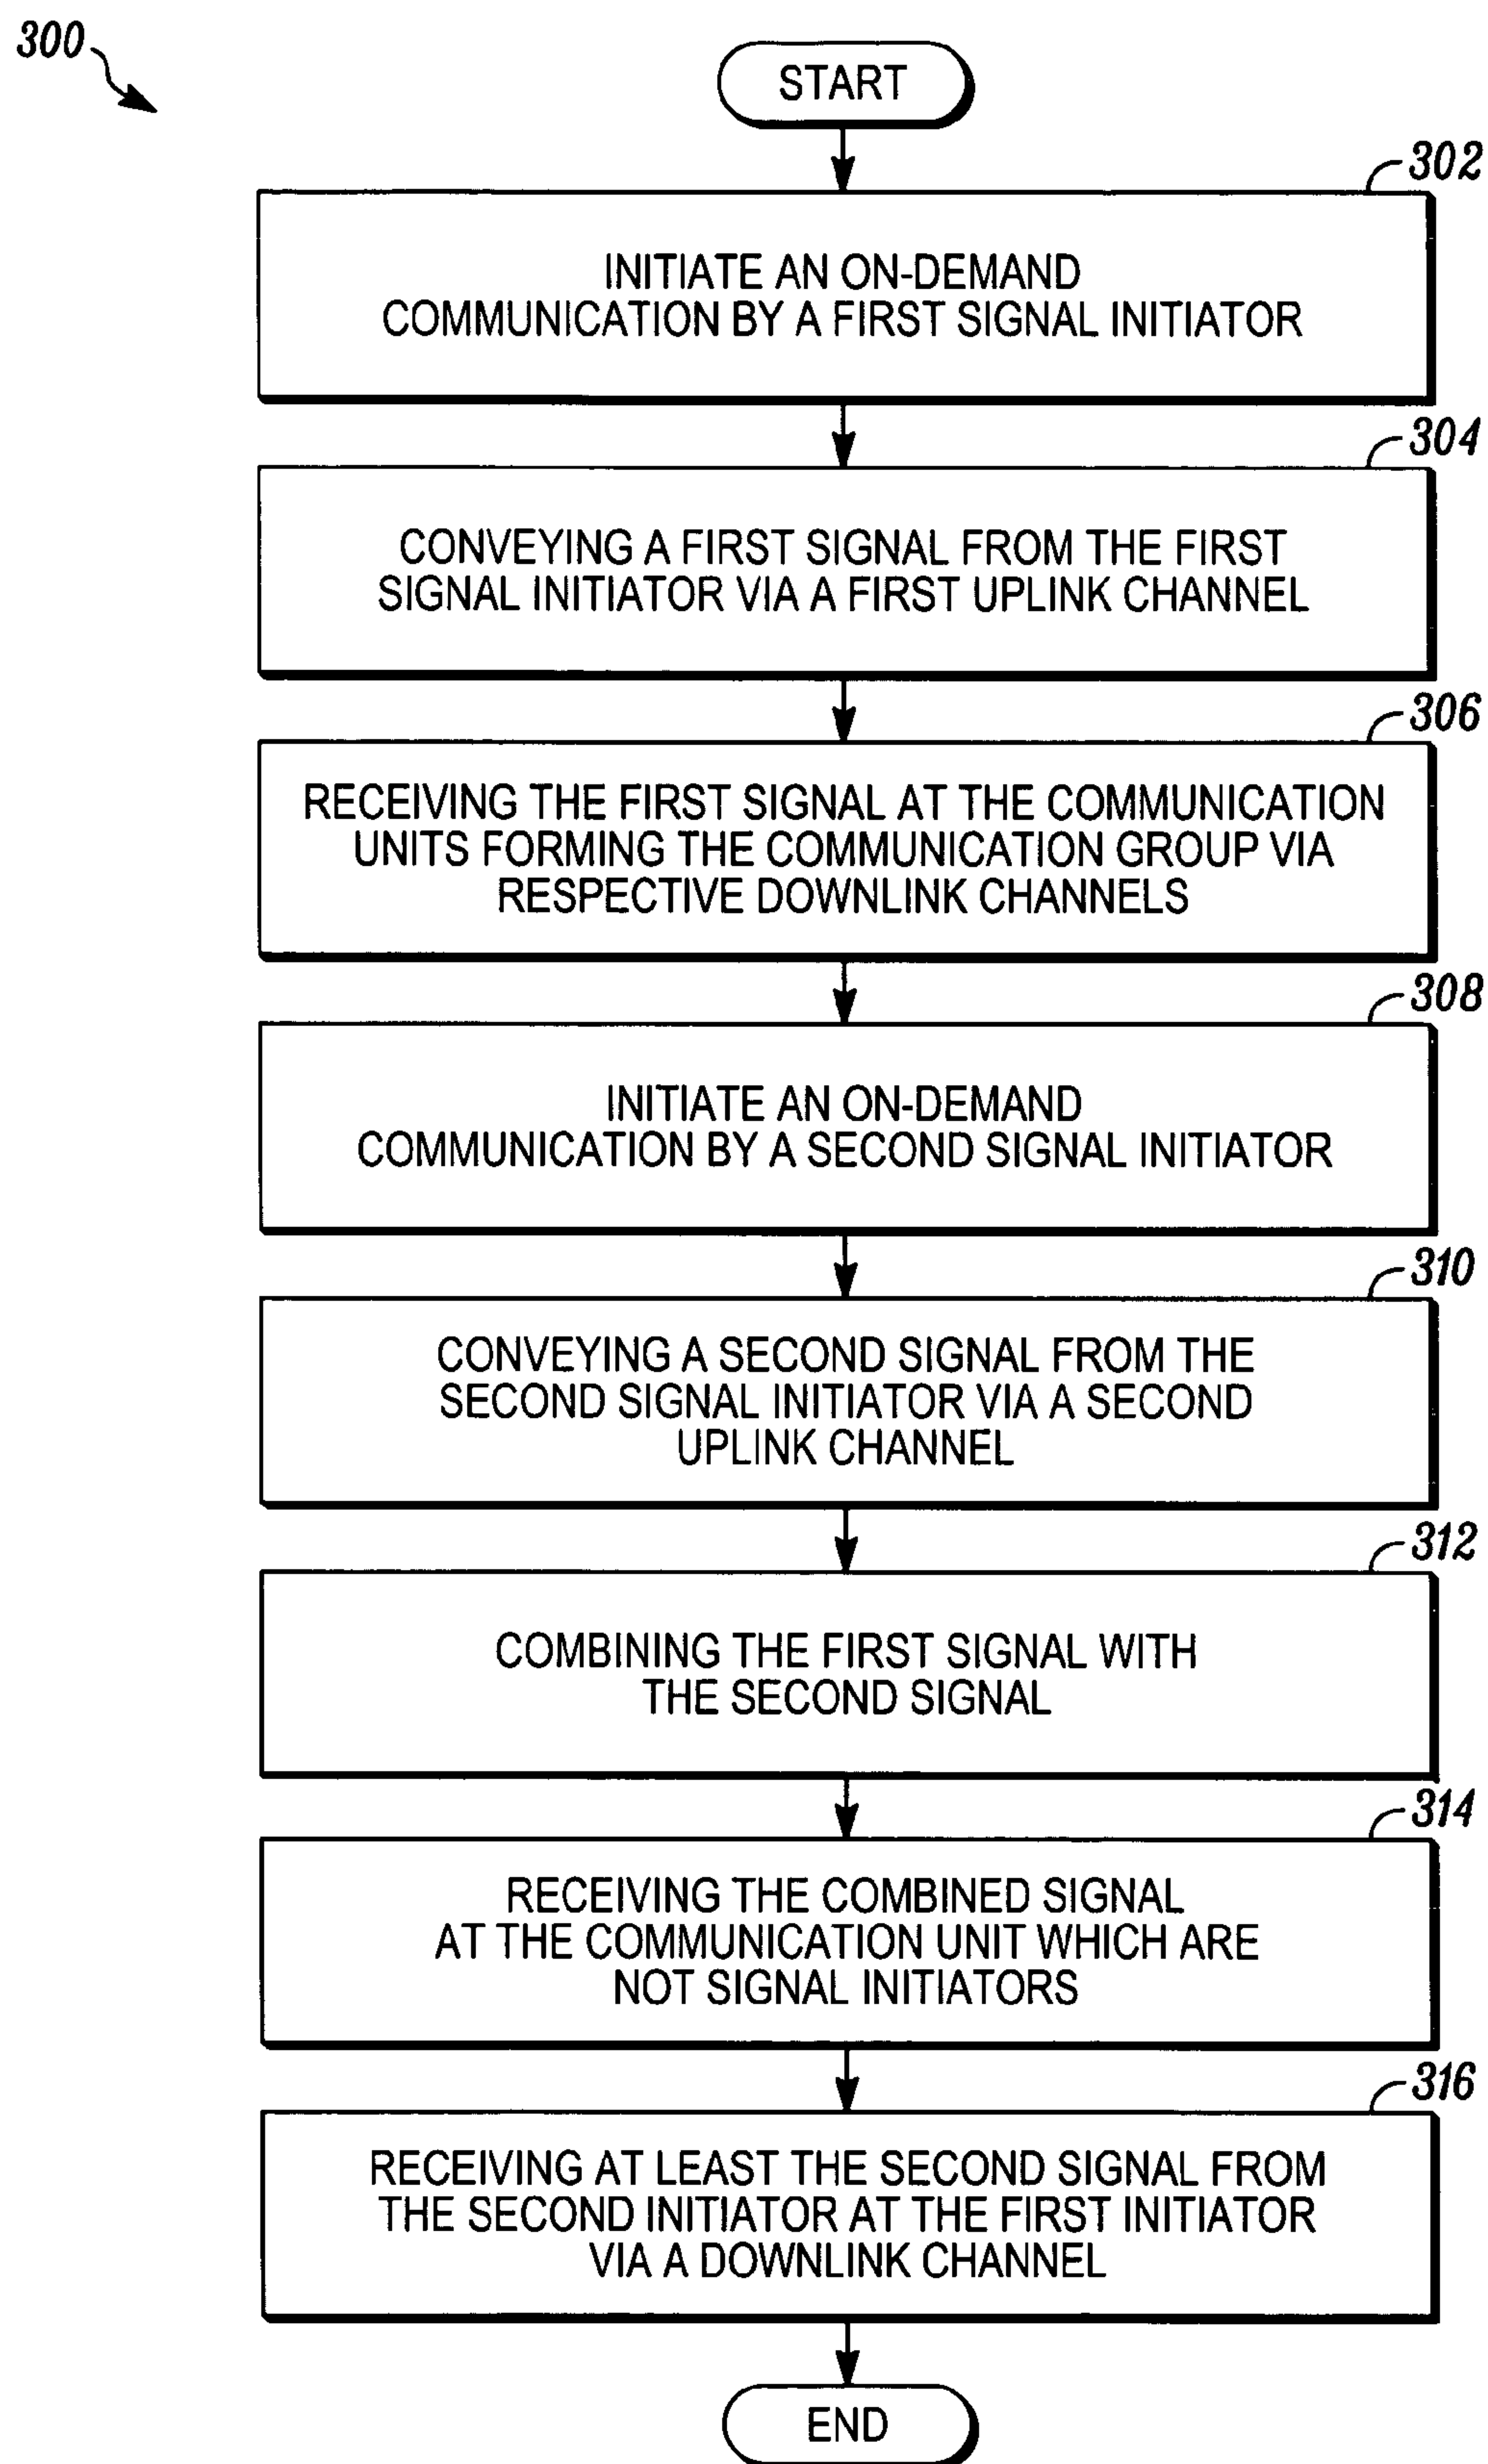 300
START
302
INITIATE AN ON-DEMAND
COMMUNICATION BY A FIRST SIGNAL INITIATOR
304
CONVEYING A FIRST SIGNAL FROM THE FIRST
SIGNAL INITIATOR VIA A FIRST UPLINK CHANNEL
306
RECEIVING THE FIRST SIGNAL AT THE COMMUNICATION
UNITS FORMING THE COMMUNICATION GROUP VIA
RESPECTIVE DOWNLINK CHANNELS
308
INITIATE AN ON-DEMAND
COMMUNICATION BY A SECOND SIGNAL INITIATOR
310
CONVEYING A SECOND SIGNAL FROM THE
SECOND SIGNAL INITIATOR VIA A SECOND
UPLINK CHANNEL
312
COMBINING THE FIRST SIGNAL WITH
THE SECOND SIGNAL
314
RECEIVING THE COMBINED SIGNAL
AT THE COMMUNICATION UNIT WHICH ARE
NOT SIGNAL INITIATORS
316
RECEIVING AT LEAST THE SECOND SIGNAL FROM
THE SECOND INITIATOR AT THE FIRST INITIATOR
VIA A DOWNLINK CHANNEL
END